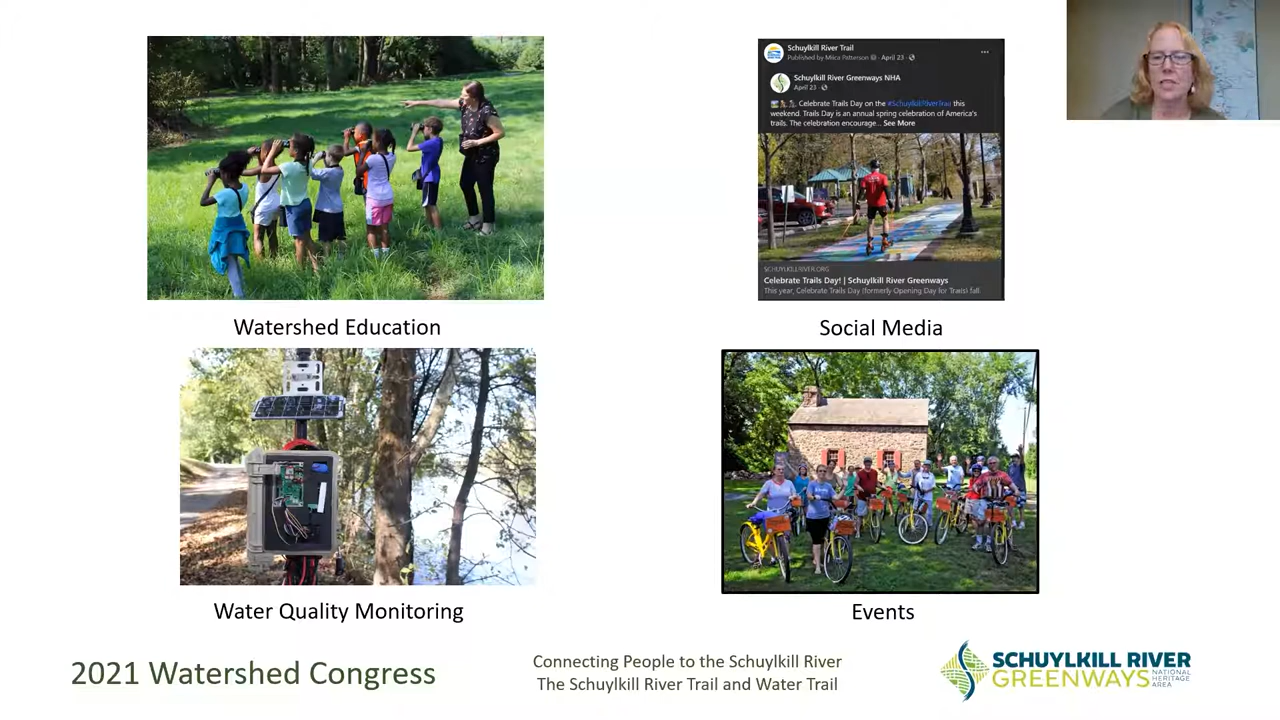 Schuylkill River Trail
Published by Miica Patterson · April 23
Schuylkill River Greenways NHA
April 23
Celebrate Trails Day on the #SchuylkillRiverTrail this
weekend. Trails Day is an annual spring celebration of America's
trails. The celebration encourage... See More
SCHUYLKILLRIVER.ORG
Celebrate Trails Day! | Schuylkill River Greenways
This year, Celebrate Trails Day (formerly Opening Day for Trails) fall
Watershed Education
Social Media
Water Quality Monitoring
Events
2021 Watershed Congress
Connecting People to the Schuylkill River
The Schuylkill River Trail and Water Trail
SCHUYLKILL RIVER
GREENWAYS NATIONAL HERITAGE AREA